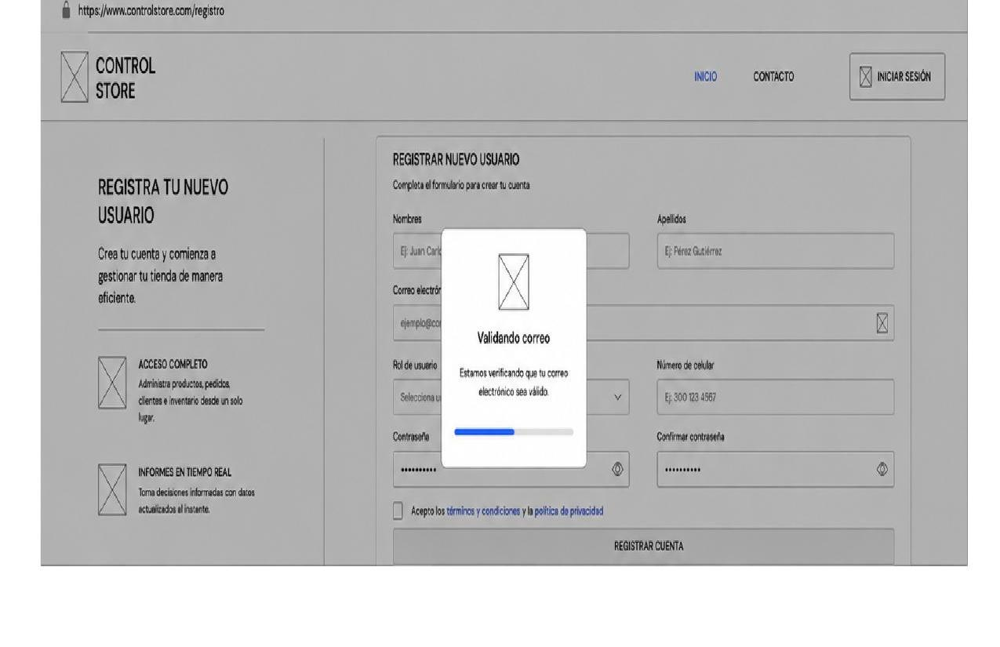 https://www.controlstore.com/registro
CONTROL
STORE
INICIO
CONTACTO
INICIAR SESIÓN
REGISTRA TU NUEVO
USUARIO
Crea tu cuenta y comienza a
gestionar tu tienda de manera
eficiente.
ACCESO COMPLETO
Administra productos, pedidos,
clientes e inventario desde un solo
lugar.
INFORMES EN TIEMPO REAL
Toma decisiones informadas con datos
actualizados al instante.
REGISTRAR NUEVO USUARIO
Completa el formulario para crear tu cuenta
Nombres
Apellidos
Ej: Juan Carl
Ej: Pérez Gutiérrez
Correo electrón
ejemplo@cor
Rol de usuario
Número de celular
Selecciona u
Ej: 300 123 4567
Contraseña
Confirmar contraseña
••••••••••
••••••••••
Acepto los términos y condiciones y la política de privacidad
REGISTRAR CUENTA
Validando correo
Estamos verificando que tu correo
electrónico sea válido.